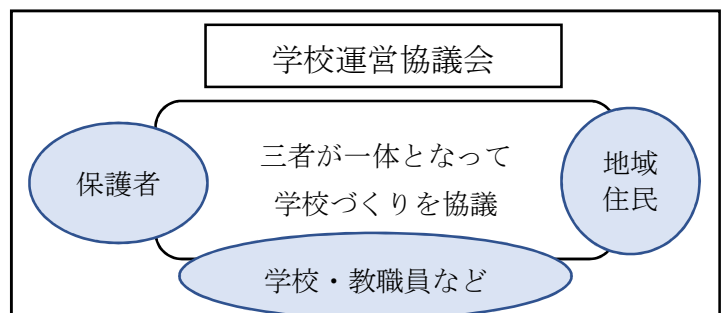 学校運営協議会
保護者
三者が一体となって
学校づくりを協議
地域
住民
学校・教職員など